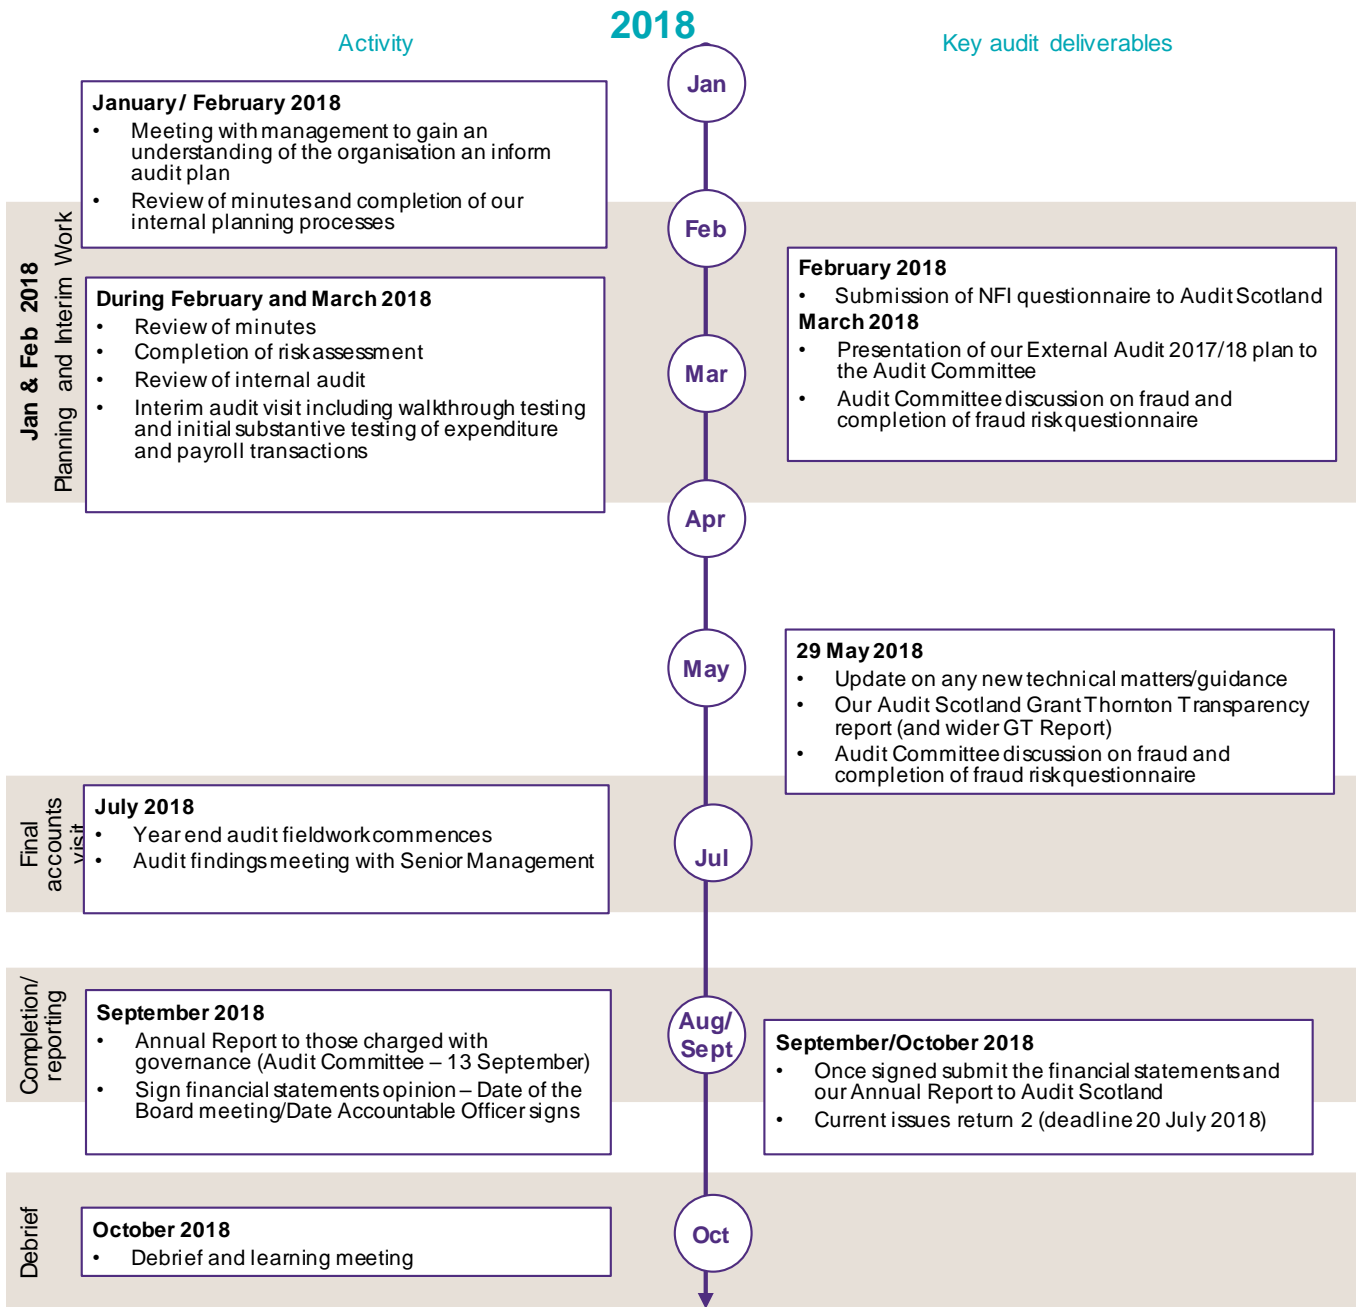 2018
Activity
Key audit deliverables
Jan
January/ February 2018
• Meeting with management to gain an
understanding of the organisation an inform
audit plan
• Review of minutes and completion of our
internal planning processes
Jan & Feb 2018
Planning and Interim Work
Feb
February 2018
• Submission of NFI questionnaire to Audit Scotland
March 2018
• Presentation of our External Audit 2017/18 plan to
the Audit Committee
• Audit Committee discussion on fraud and
completion of fraud risk questionnaire
During February and March 2018
• Review of minutes
• Completion of risk assessment
• Review of internal audit
• Interim audit visit including walkthrough testing
and initial substantive testing of expenditure
and payroll transactions
Mar
Apr
May
29 May 2018
• Update on any new technical matters/guidance
• Our Audit Scotland Grant Thornton Transparency
report (and wider GT Report)
• Audit Committee discussion on fraud and
completion of fraud risk questionnaire
Final
accounts
visit
July 2018
• Year end audit fieldwork commences
• Audit findings meeting with Senior Management
Jul
Completion/
reporting
September 2018
• Annual Report to those charged with
governance (Audit Committee – 13 September)
• Sign financial statements opinion – Date of the
Board meeting/Date Accountable Officer signs
Aug/
Sept
September/October 2018
• Once signed submit the financial statements and
our Annual Report to Audit Scotland
• Current issues return 2 (deadline 20 July 2018)
Debrief
October 2018
• Debrief and learning meeting
Oct